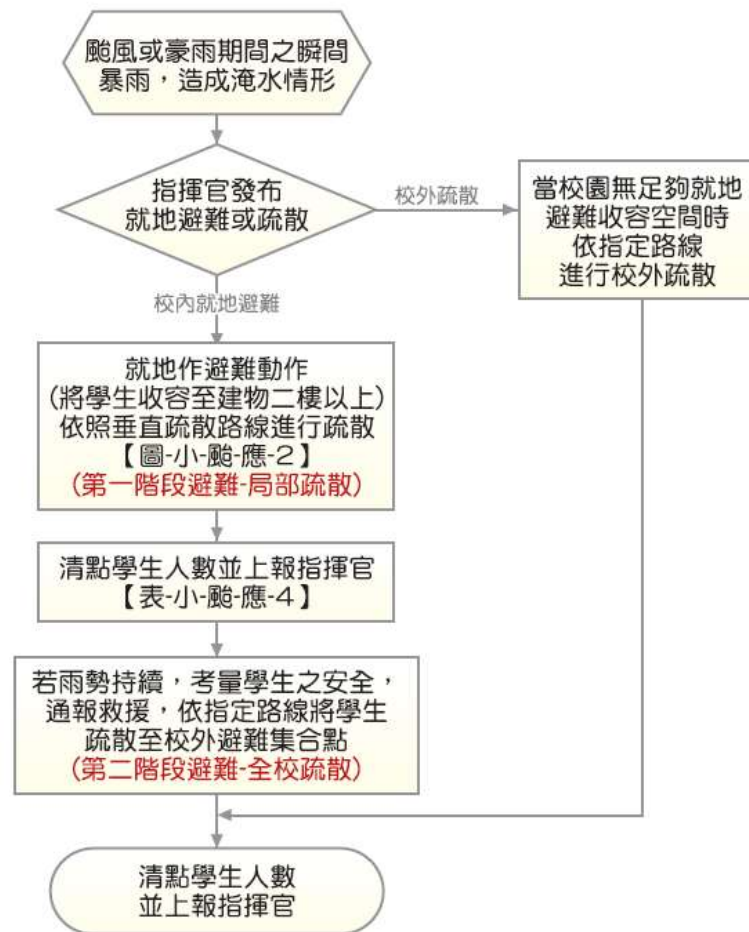 颱風或豪雨期間之瞬間
暴雨，造成淹水情形
指揮官發布
就地避難或疏散
校外疏散
當校園無足夠就地
避難收容空間時
依指定路線
進行校外疏散
校內就地避難
就地作避難動作
(將學生收容至建物二樓以上)
依照垂直疏散路線進行疏散
【圖-小-颱-應-2】
(第一階段避難-局部疏散)
清點學生人數並上報指揮官
【表-小-颱-應-4】
若雨勢持續，考量學生之安全，
通報救援，依指定路線將學生
疏散至校外避難集合點
(第二階段避難-全校疏散)
清點學生人數
並上報指揮官